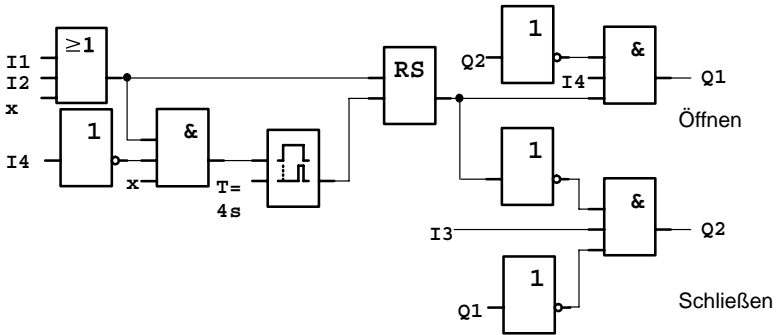 I1
I2
x
≥1
I4
1
x
&
T=
4s
RS
Q2
1
I4
&
Q1
Öffnen
1
I3
Q1
1
&
Q2
Schließen